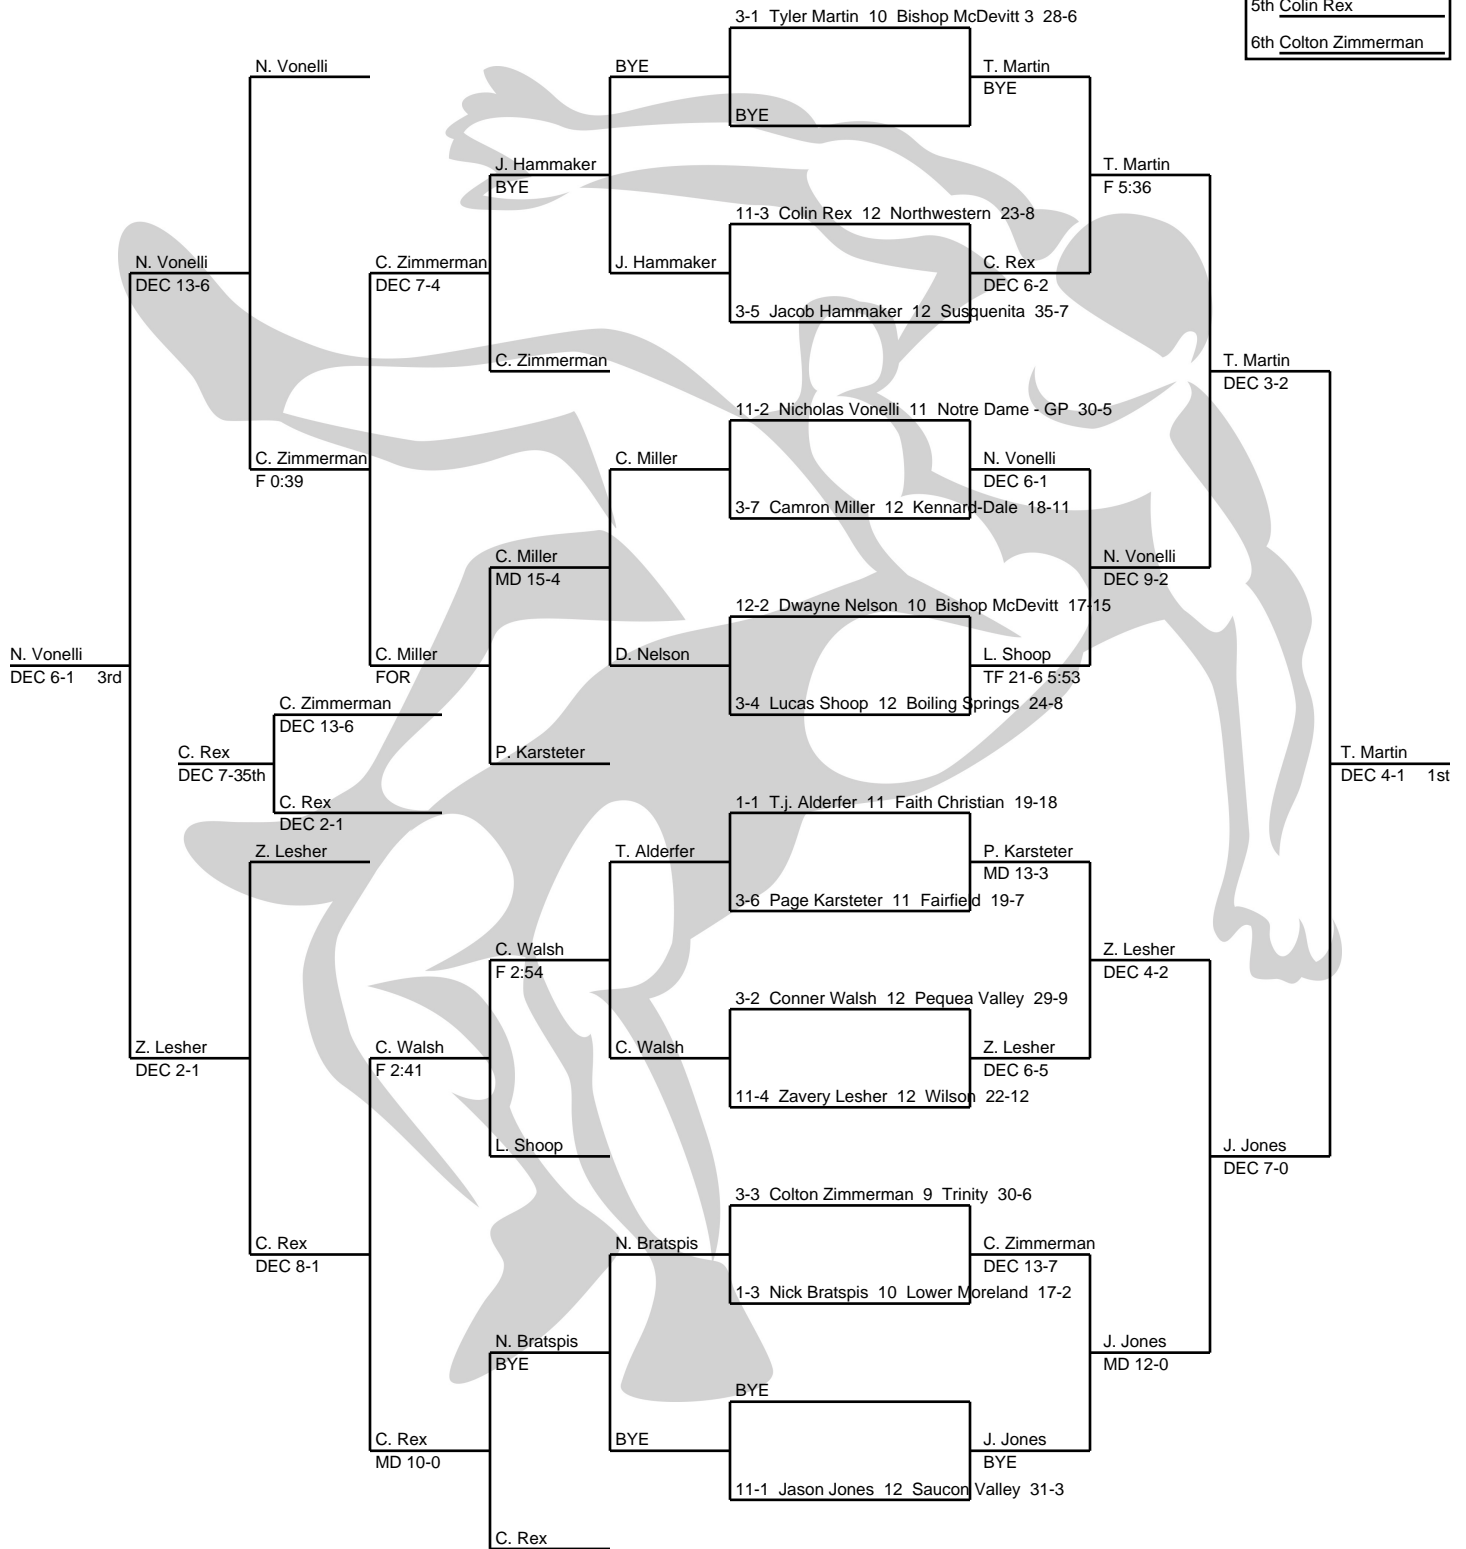 5th Colin Rex
6th Colton Zimmerman
3-1 Tyler Martin 10 Bishop McDevitt 3 28-6
N. Vonelli
BYE
T. Martin
BYE
BYE
J. Hammaker
BYE
T. Martin
F 5:36
11-3 Colin Rex 12 Northwestern 23-8
N. Vonelli
DEC 13-6
C. Zimmerman
DEC 7-4
J. Hammaker
C. Rex
DEC 6-2
3-5 Jacob Hammaker 12 Susquenita 35-7
C. Zimmerman
T. Martin
DEC 3-2
11-2 Nicholas Vonelli 11 Notre Dame - GP 30-5
C. Zimmerman
F 0:39
C. Miller
N. Vonelli
DEC 6-1
3-7 Camron Miller 12 Kennard-Dale 18-11
C. Miller
MD 15-4
N. Vonelli
DEC 9-2
12-2 Dwayne Nelson 10 Bishop McDevitt 17-15
N. Vonelli
DEC 6-1 3rd
C. Miller
FOR
D. Nelson
L. Shoop
TF 21-6 5:53
3-4 Lucas Shoop 12 Boiling Springs 24-8
C. Zimmerman
DEC 13-6
C. Rex
DEC 7-35th
P. Karsteter
T. Martin
DEC 4-1 1st
C. Rex
DEC 2-1
1-1 T.j. Alderfer 11 Faith Christian 19-18
Z. Lesher
T. Alderfer
P. Karsteter
MD 13-3
3-6 Page Karsteter 11 Fairfield 19-7
C. Walsh
F 2:54
Z. Lesher
DEC 4-2
3-2 Conner Walsh 12 Pequea Valley 29-9
Z. Lesher
DEC 2-1
C. Walsh
F 2:41
C. Walsh
Z. Lesher
DEC 6-5
11-4 Zavery Lesher 12 Wilson 22-12
L. Shoop
J. Jones
DEC 7-0
3-3 Colton Zimmerman 9 Trinity 30-6
C. Rex
DEC 8-1
N. Bratspis
C. Zimmerman
DEC 13-7
1-3 Nick Bratspis 10 Lower Moreland 17-2
N. Bratspis
BYE
J. Jones
MD 12-0
BYE
C. Rex
MD 10-0
BYE
J. Jones
BYE
11-1 Jason Jones 12 Saucon Valley 31-3
C. Rex